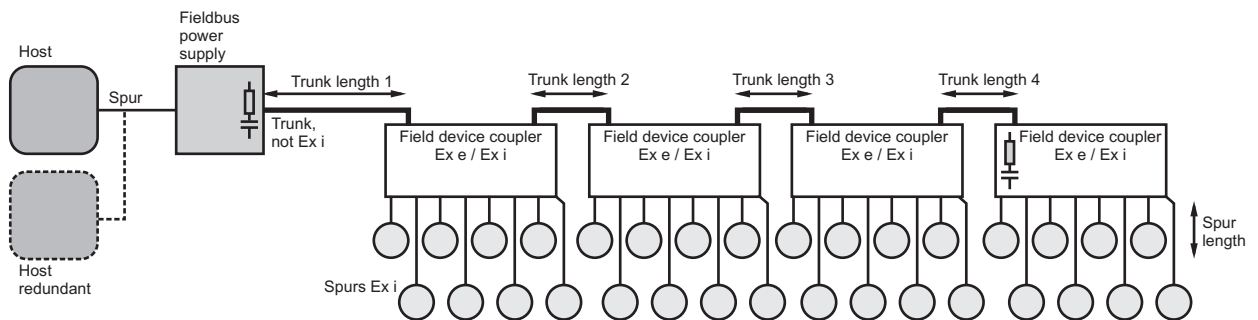 Host
Spur
Fieldbus
power
supply
Trunk length 1
Trunk length 2
Trunk length 3
Trunk length 4
Trunk,
not Ex i
Field device coupler
Ex e / Ex i
Field device coupler
Ex e / Ex i
Field device coupler
Ex e / Ex i
Field device coupler
Ex e / Ex i
Spur
length
Host
redundant
Spurs Ex i